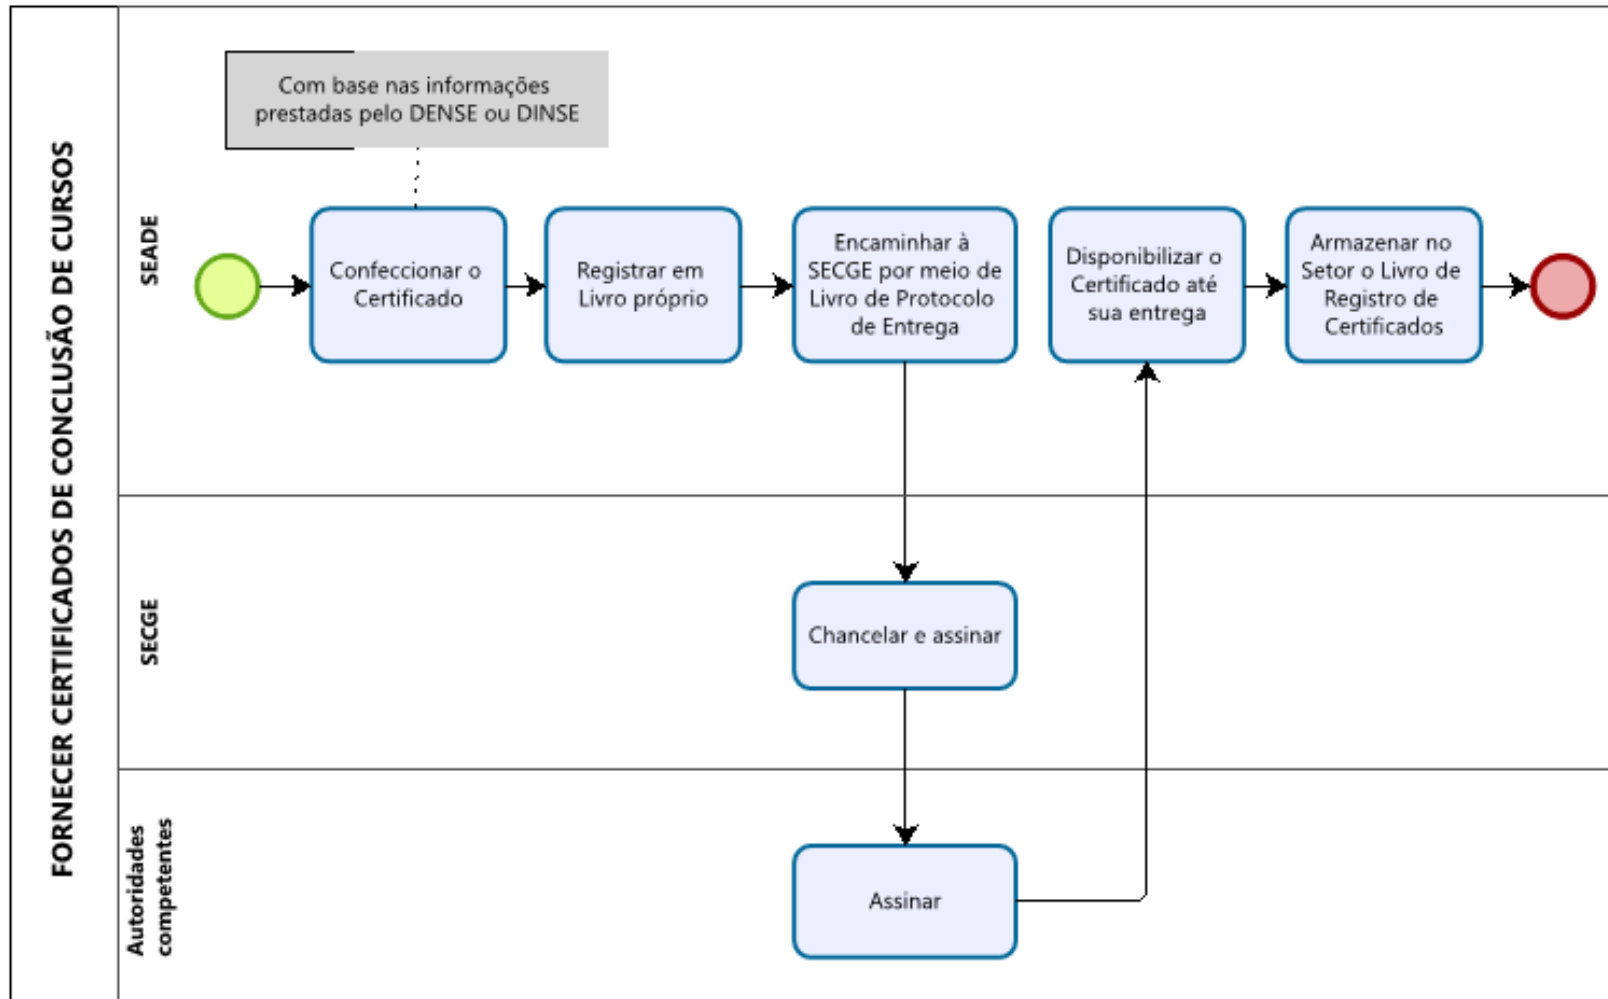 FORNECER CERTIFICADOS DE CONCLUSÃO DE CURSOS
SEADE
Com base nas informações
prestadas pelo DENSE ou DINSE
Confeccionar o
Certificado
Registrar em
Livro próprio
Encaminhar à
SECGE por meio de
Livro de Protocolo
de Entrega
Disponibilizar o
Certificado até
sua entrega
Armazenar no
Setor o Livro de
Registro de
Certificados
SECGE
Chancelar e assinar
Autoridades
competentes
Assinar